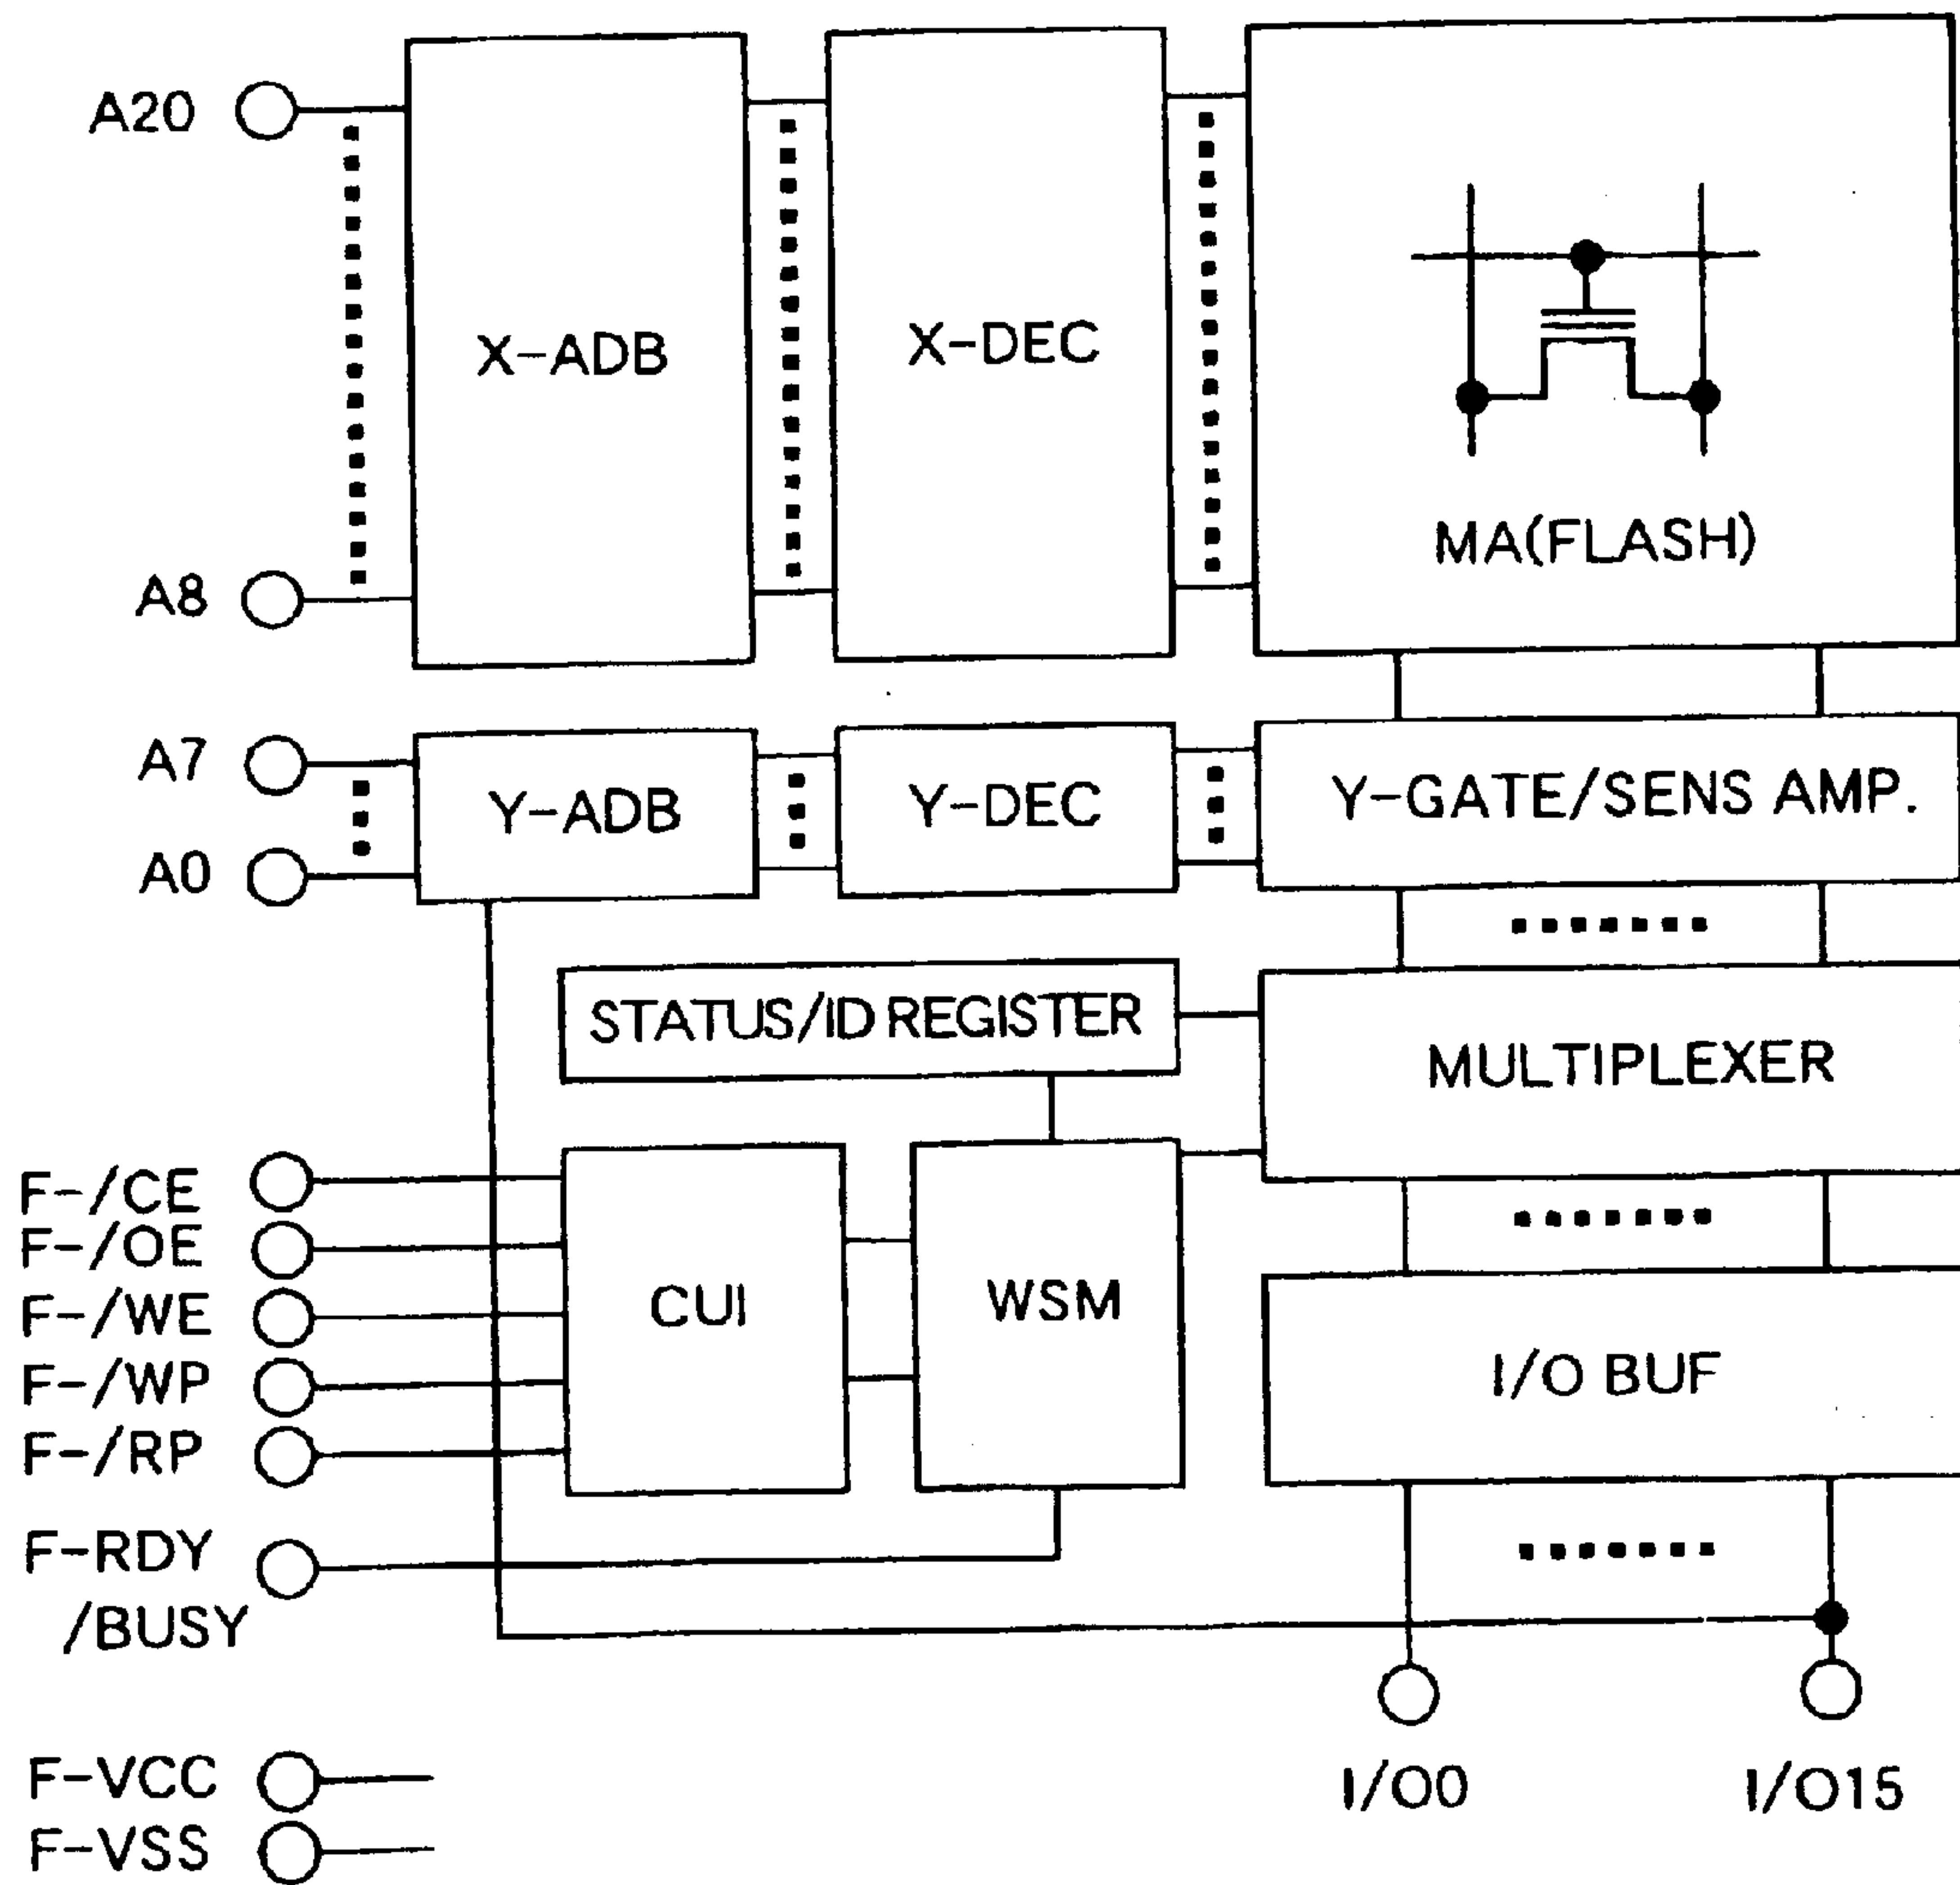 A20
X-ADB
X-DEC
MA(FLASH)
A8
A7
Y-ADB
Y-DEC
Y-GATE/SENS AMP.
A0
STATUS/ID REGISTER
MULTIPLEXER
F-/CE
F-/OE
F-/WE
F-/WP
F-/RP
CUI
WSM
I/O BUF
F-RDY
/BUSY
F-VCC
F-VSS
I/O0
I/O15